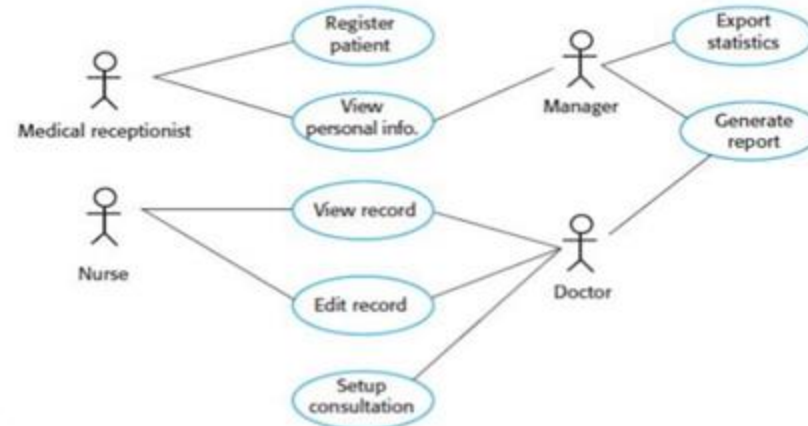 Register
patient
Export
statistics
Medical receptionist
View
personal info.
Manager
Generate
report
Nurse
View record
Doctor
Edit record
Setup
consultation